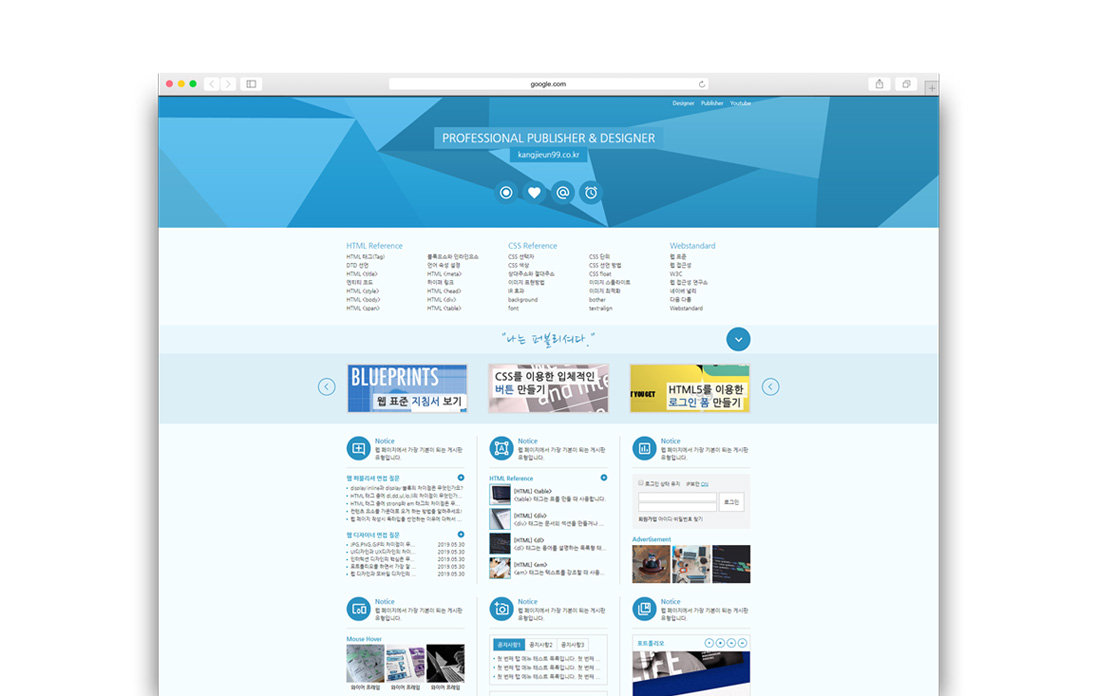 google.com
Designer Publisher Youtube
PROFESSIONAL PUBLISHER & DESIGNER
kangjieun99.co.kr
HTML Reference
HTML 태그(Tag)
DTD 선언
HTML <title>
엔티티 코드
HTML <style>
HTML <body>
HTML <span>
블록요소와 인라인요소
언어 속성 설정
HTML <meta>
하이퍼 링크
HTML <head>
HTML <div>
HTML <table>
CSS Reference
CSS 선택자
CSS 색상
상대주소와 절대주소
이미지 표현방법
IR 효과
background
font
CSS 단위
CSS 선언 방법
CSS float
이미지 스플라이트
이미지 최적화
bother
text-align
Webstandard
웹 표준
웹 접근성
W3C
웹 접근성 연구소
네이버 널리
다음 다룸
Webstandard
"나는 퍼블리셔다."
BLUEPRINTS
웹 표준 지침서 보기
CSS를 이용한 입체적인
버튼 만들기
HTML5를 이용한
로그인 폼 만들기
Notice
웹 페이지에서 가장 기본이 되는 게시판
유형입니다.
웹 퍼블리셔 면접 질문
display:inline과 display:블록의 차이점은 무엇인가요?
HTML 태그 중에 dl,dd,ul,lo,li의 차이점이 무엇인가...
HTML 태그 중에 strong과 em 태그의 차이점은 무...
컨텐츠 요소를 가운데로 오게 하는 방법을 말해주세요!
웹 페이지 작성시 독타입을 선언하는 이유에 대해서 ...
웹 디자이너 면접 질문
JPG,PNG,GIF의 차이점이 무... 2019.05.30
UI디자인과 UX디자인의 차이... 2019.05.30
인터랙션 디자인의 핵심은 무... 2019.05.30
포트폴리오를 하면서 가장 잘 ... 2019.05.30
웹 디자인과 모바일 디자인의 ... 2019.05.30
Notice
웹 페이지에서 가장 기본이 되는 게시판
유형입니다.
HTML Reference
[HTML] <table>
<table> 태그는 표를 만들 때 사용합니다.
[HTML] <div>
<div> 태그는 문서의 섹션을 만들거나 ...
[HTML] <dl>
<dl> 태그는 용어를 설명하는 목록형 태...
[HTML] <em>
<em> 태그는 텍스트를 강조할 때 사용...
Notice
웹 페이지에서 가장 기본이 되는 게시판
유형입니다.
로그인 상태 유지 IP보안 ON
로그인
회원가입 아이디·비밀번호 찾기
Advertisement
Notice
웹 페이지에서 가장 기본이 되는 게시판
유형입니다.
Mouse Hover
와이어 프레임 와이어 프레임 와이어 프레임
Notice
웹 페이지에서 가장 기본이 되는 게시판
유형입니다.
공지사항1 공지사항2 공지사항3
첫 번째 탭 메뉴 테스트 목록입니다. 첫 번째 ...
첫 번째 탭 메뉴 테스트 목록입니다. 첫 번째 ...
첫 번째 탭 메뉴 테스트 목록입니다. 첫 번째 ...
Notice
웹 페이지에서 가장 기본이 되는 게시판
유형입니다.
포트폴리오